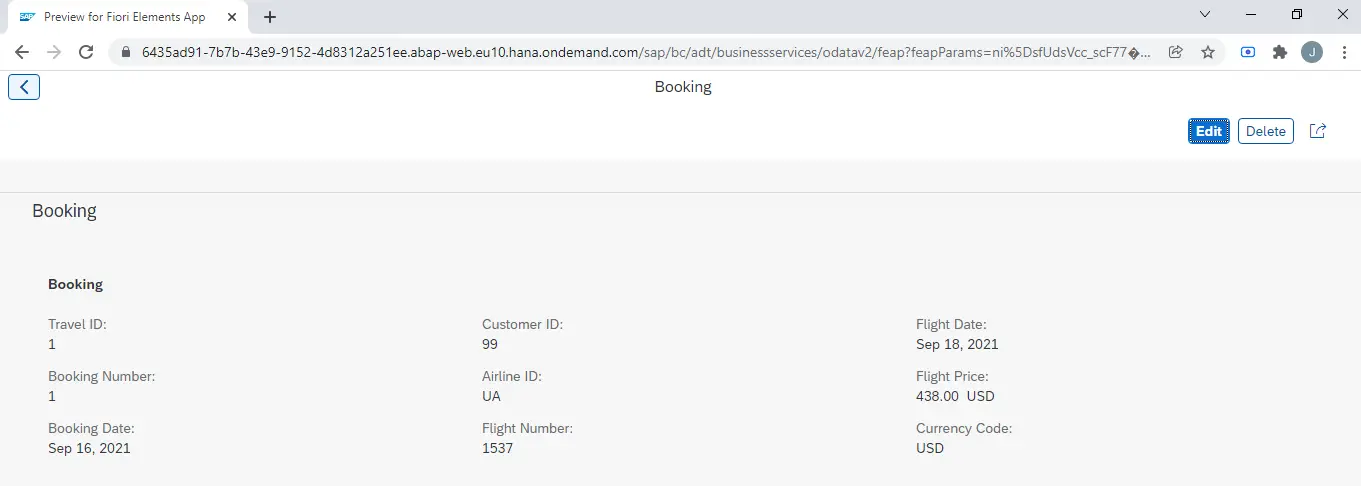 SAP Preview for Fiori Elements App
6435ad91-7b7b-43e9-9152-4d8312a251ee.abap-web.eu10.hana.ondemand.com/sap/bc/adt/businessservices/odatav2/feap?feapParams=ni%5DsfUdsVcc_scF77�... J
Booking
Edit Delete
Booking
Booking
Travel ID: Customer ID: Flight Date:
1 99 Sep 18, 2021
Booking Number: Airline ID: Flight Price:
1 UA 438.00 USD
Booking Date: Flight Number: Currency Code:
Sep 16, 2021 1537 USD